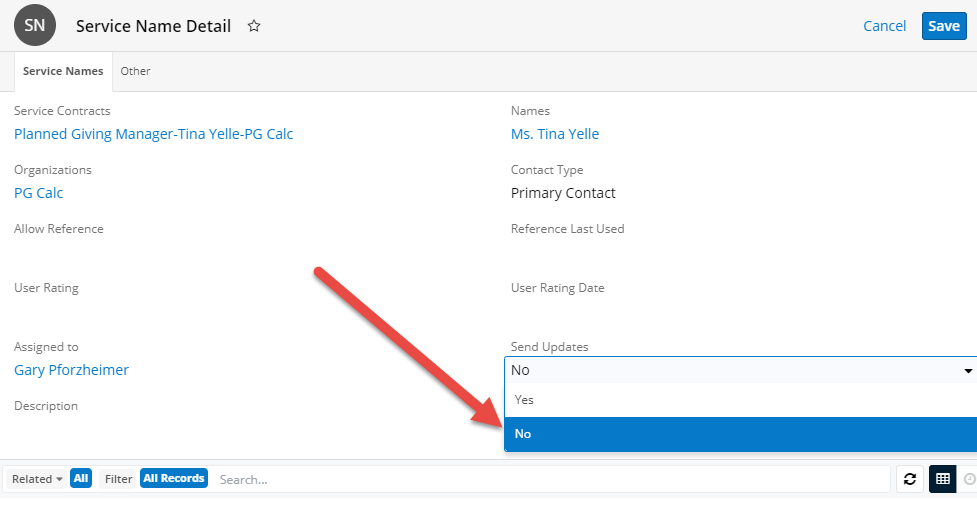 SN
Service Name Detail
Cancel
Save
Service Names
Other
Service Contracts
Names
Planned Giving Manager-Tina Yelle-PG Calc
Ms. Tina Yelle
Organizations
Contact Type
PG Calc
Primary Contact
Allow Reference
Reference Last Used
User Rating
User Rating Date
Assigned to
Send Updates
Gary Pforzheimer
No
Description
Yes
No
Related
All
Filter
All Records
Search...